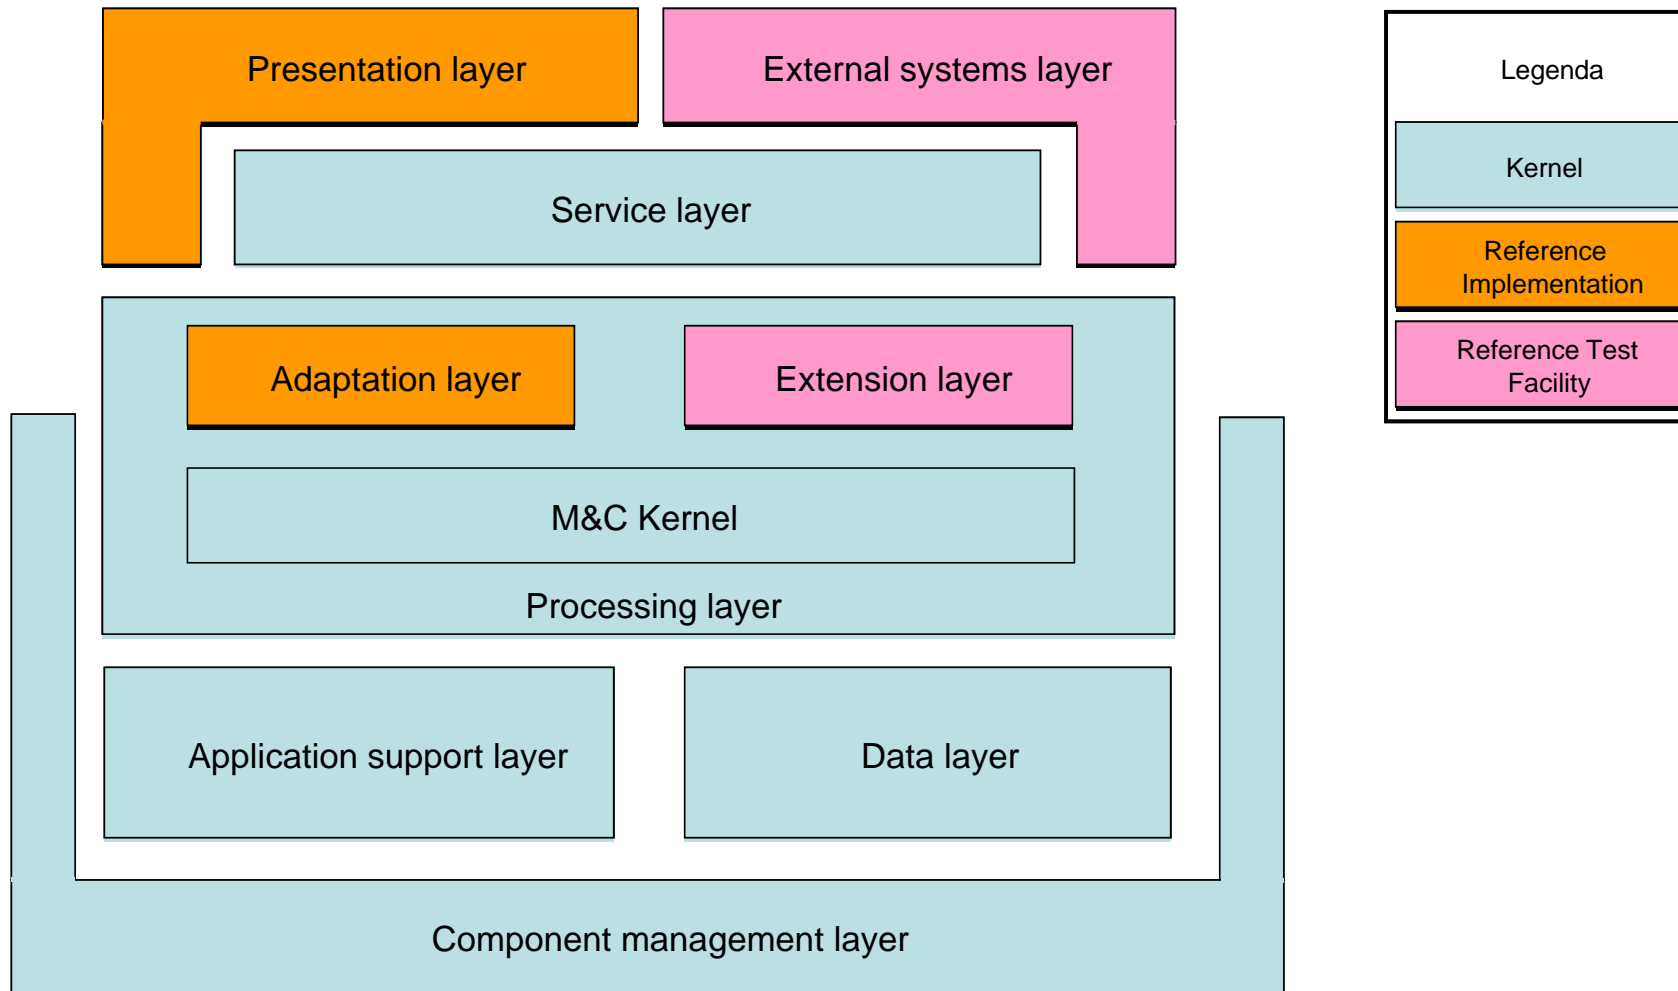 Presentation layer
External systems layer
Service layer
Adaptation layer
Extension layer
M&C Kernel
Processing layer
Application support layer
Data layer
Component management layer
Legenda
Kernel
Reference
Implementation
Reference Test
Facility